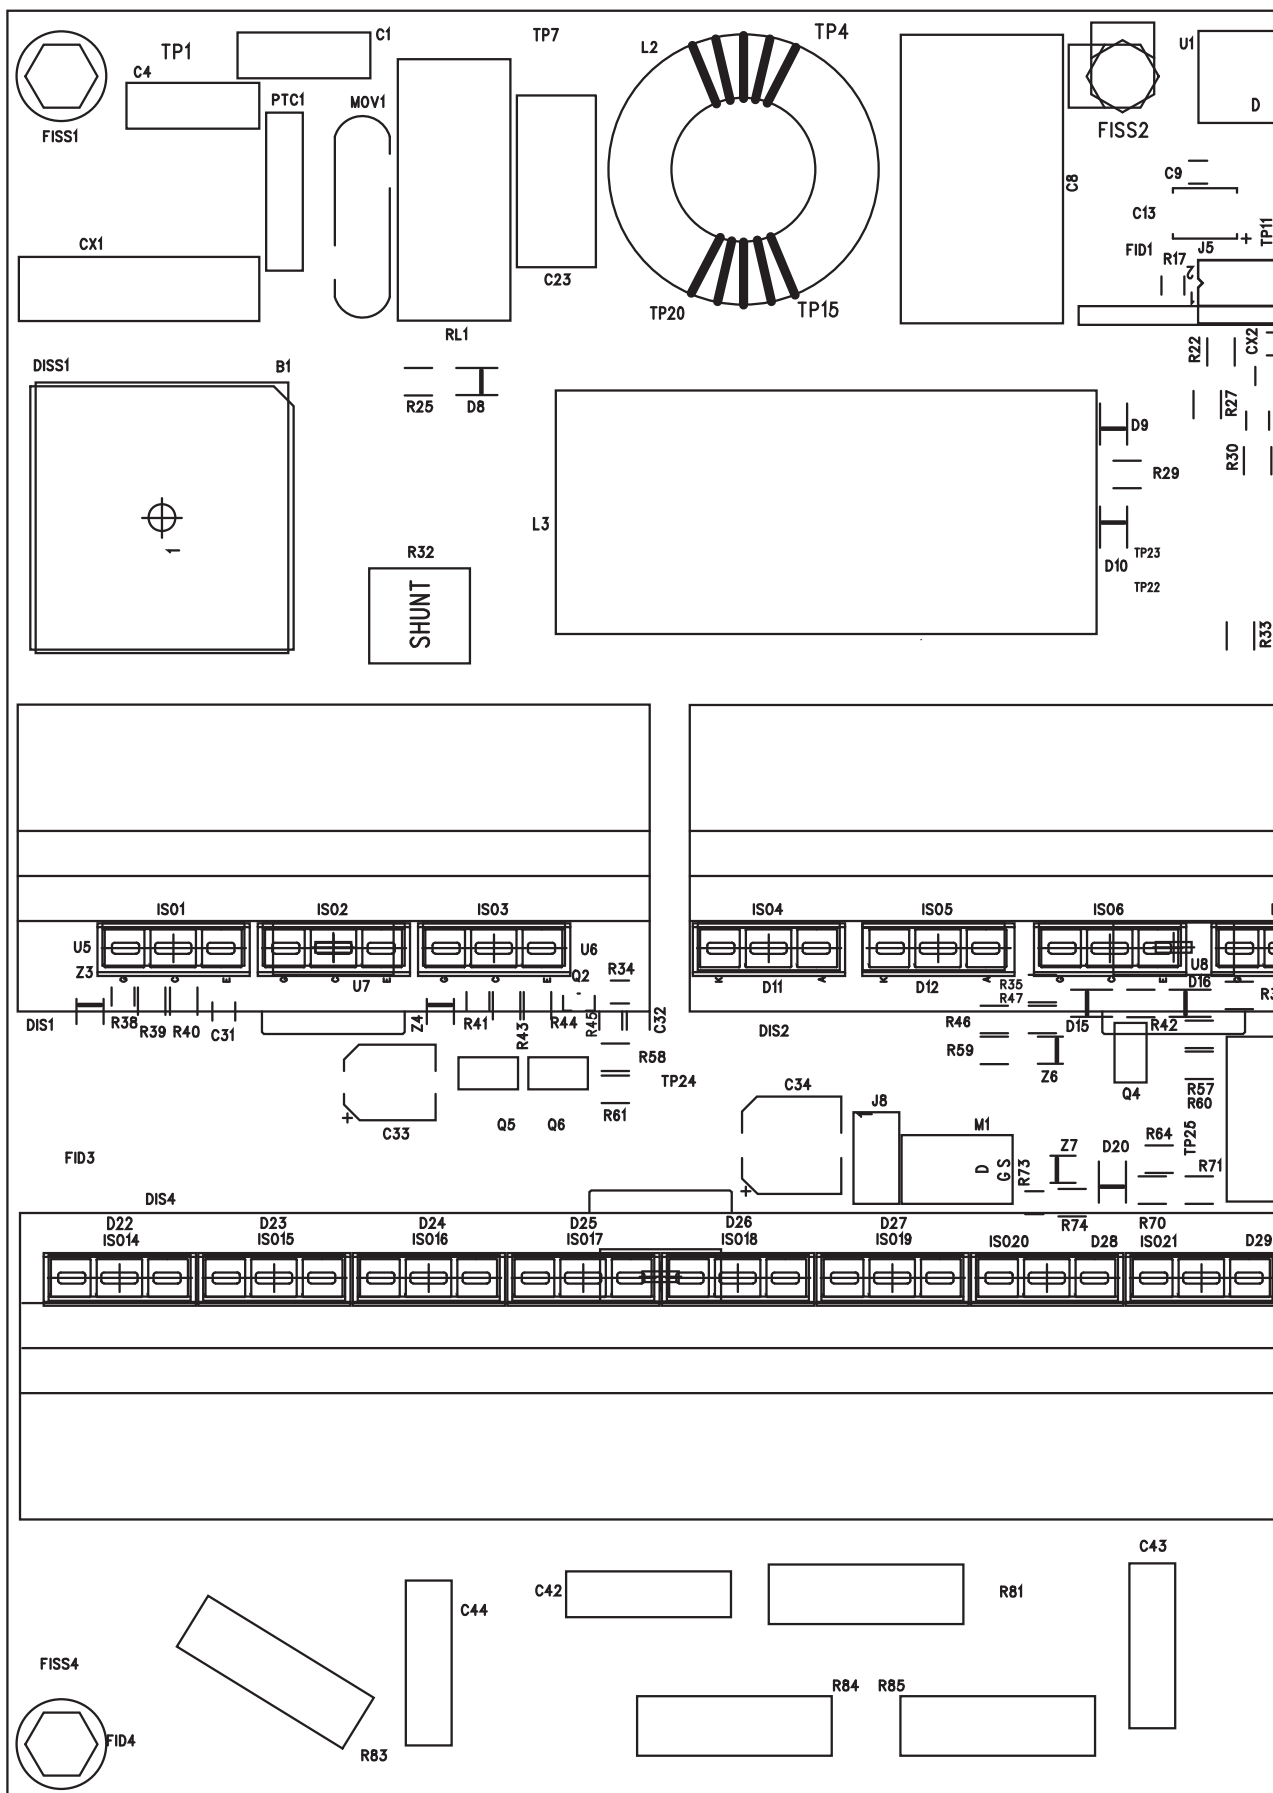 C1
TP7
TP4
L2
U1
TP1
C4
D
PTC1
MOV1
FISS1
FISS2
C9
C8
C13
TP11
CX1
FID1
J5
R17
2
1
C23
TP20
TP15
RL1
R22
CX2
DISS1
B1
R25
D8
R27
D9
R30
R29
L3
1
R32
TP23
D10
TP22
SHUNT
R33
ISO1
ISO2
ISO3
ISO4
ISO5
ISO6
U5
U6
Z3
G
C
E
G
C
E
G
C
E
Q2
R34
K
A
K
A
G
C
E
G
U8
U7
D11
D12
R35
D16
R47
DIS1
R38
R39
R40
C31
Z4
R41
R43
R44
R45
C32
DIS2
R46
D15
R42
R58
R59
Z6
TP24
C34
R57
Q4
R60
R61
J8
C33
Q5
Q6
M1
R64
TP25
FID3
D
G S
R73
Z7
D20
R71
DIS4
R74
R70
D22
D23
D24
D25
D26
D27
ISO14
ISO15
ISO16
ISO17
ISO18
ISO19
ISO20
D28
ISO21
D29
C43
C42
R81
C44
FISS4
R84
R85
FID4
R83